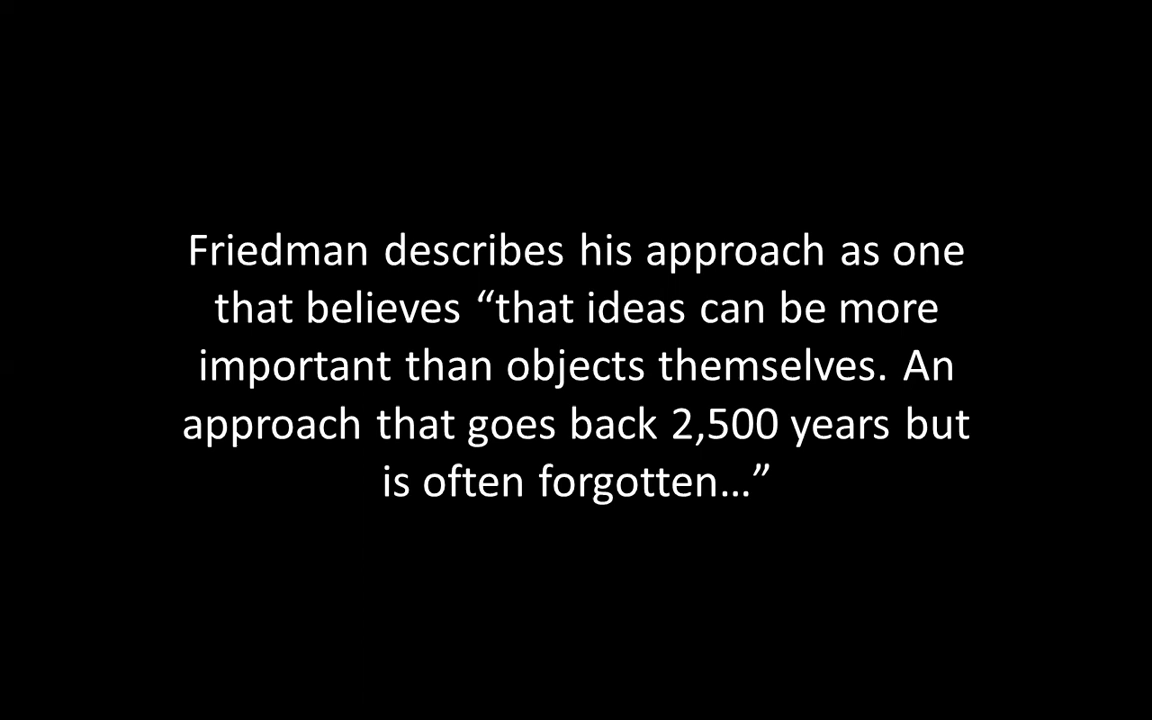 Friedman describes his approach as one
that believes “that ideas can be more
important than objects themselves. An
approach that goes back 2,500 years but
is often forgotten…”